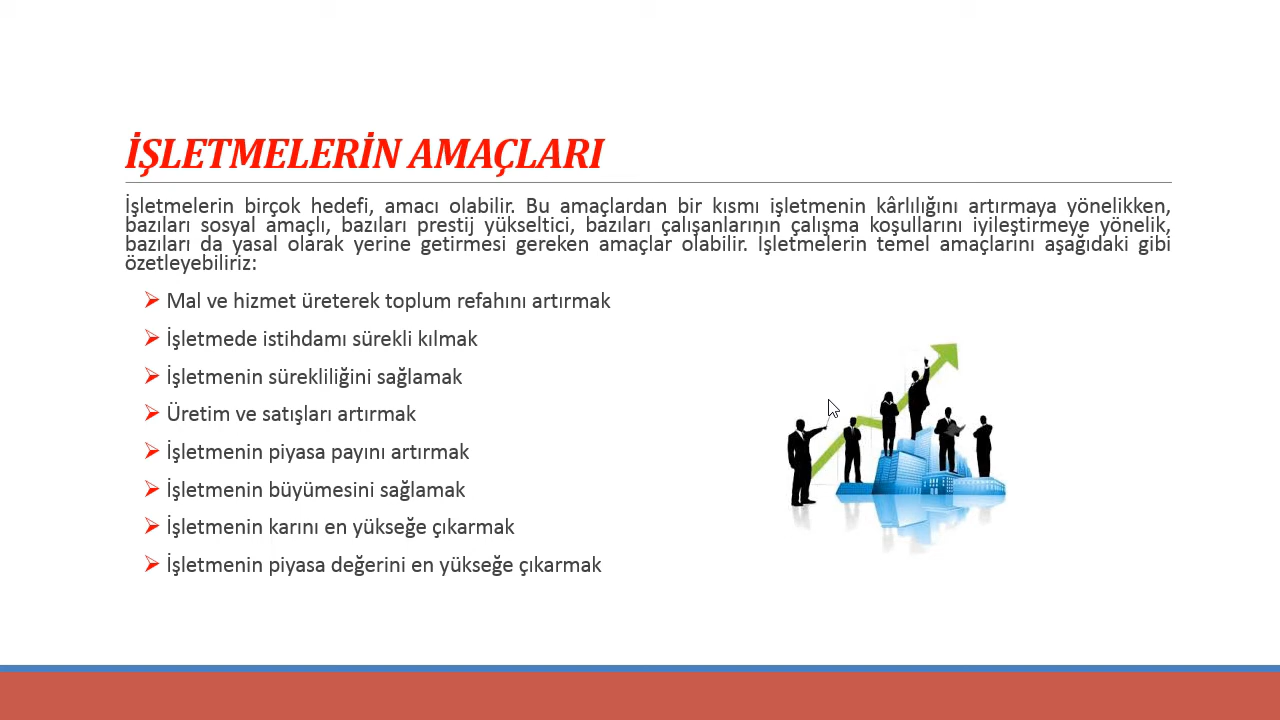 İŞLETMELERİN AMAÇLARI
İşletmelerin birçok hedefi, amacı olabilir. Bu amaçlardan bir kısmı işletmenin kârlılığını artırmaya yönelikken,
bazıları sosyal amaçlı, bazıları prestij yükseltici, bazıları çalışanlarının çalışma koşullarını iyileştirmeye yönelik,
bazıları da yasal olarak yerine getirmesi gereken amaçlar olabilir. İşletmelerin temel amaçlarını aşağıdaki gibi
özetleyebiliriz:
Mal ve hizmet üreterek toplum refahını artırmak
İşletmede istihdamı sürekli kılmak
İşletmenin sürekliliğini sağlamak
Üretim ve satışları artırmak
İşletmenin piyasa payını artırmak
İşletmenin büyümesini sağlamak
İşletmenin karını en yükseğe çıkarmak
İşletmenin piyasa değerini en yükseğe çıkarmak